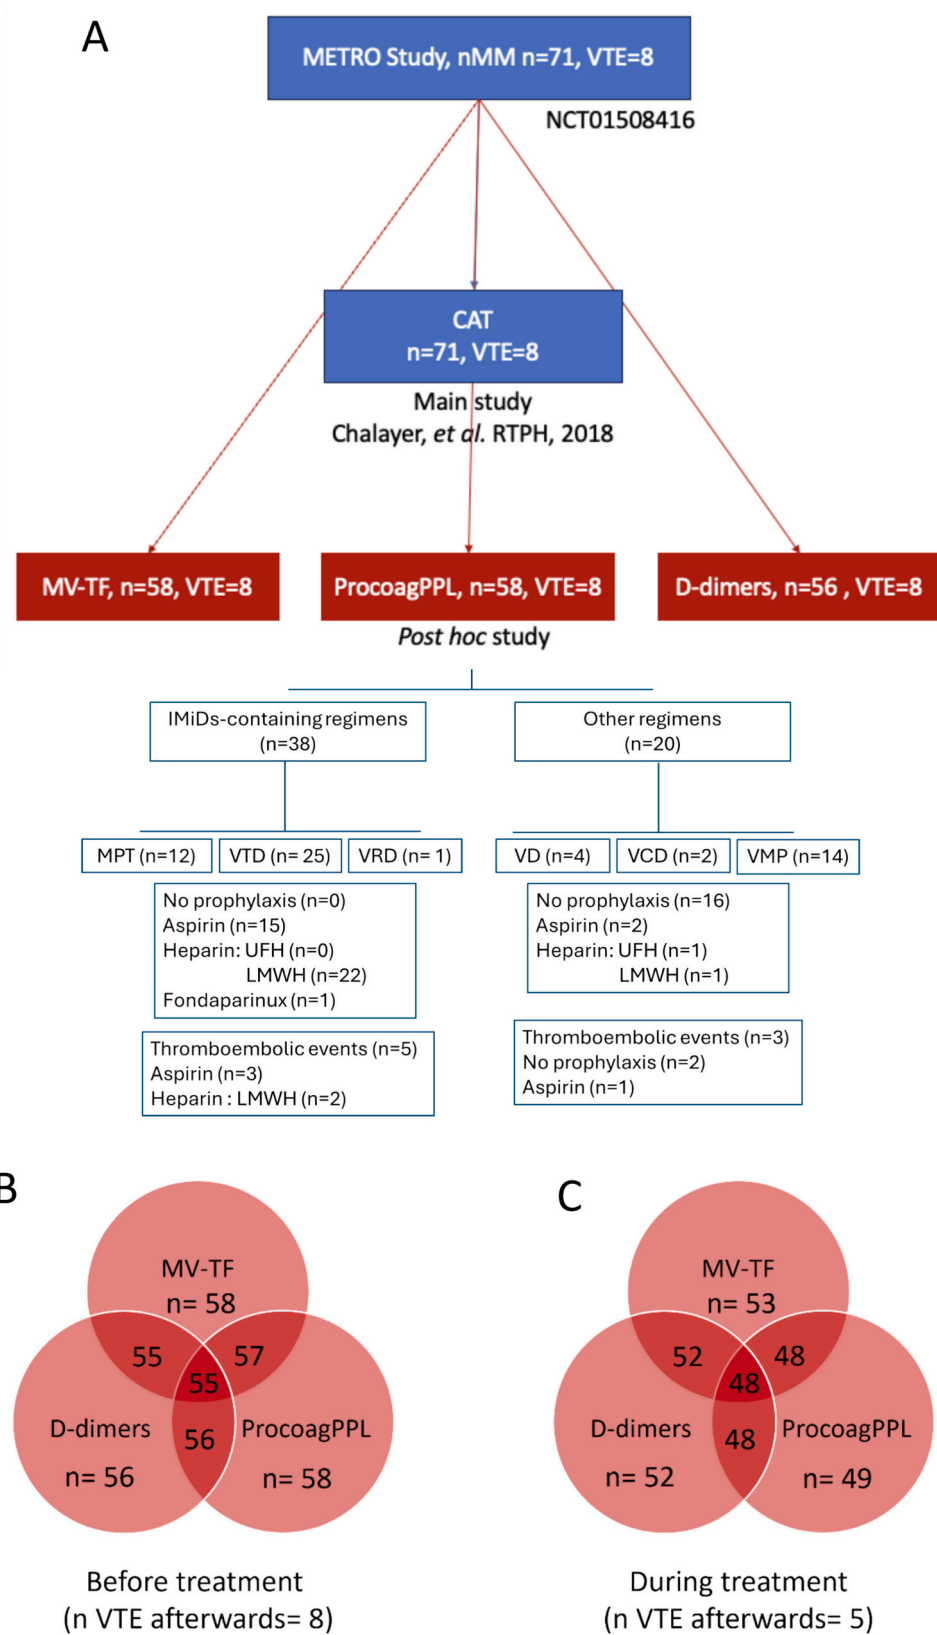 A
METRO Study, nMM n=71, VTE=8
NCT01508416
CAT
n=71, VTE=8
Main study
Chalayer, et al. RTPH, 2018
MV-TF, n=58, VTE=8
ProcoagPPL, n=58, VTE=8
D-dimers, n=56 , VTE=8
Post hoc study
IMiDs-containing regimens
(n=38)
Other regimens
(n=20)
MPT (n=12)
VTD (n= 25)
VRD (n= 1)
VD (n=4)
VCD (n=2)
VMP (n=14)
No prophylaxis (n=0)
Aspirin (n=15)
Heparin: UFH (n=0)
LMWH (n=22)
Fondaparinux (n=1)
No prophylaxis (n=16)
Aspirin (n=2)
Heparin: UFH (n=1)
LMWH (n=1)
Thromboembolic events (n=5)
Aspirin (n=3)
Heparin : LMWH (n=2)
Thromboembolic events (n=3)
No prophylaxis (n=2)
Aspirin (n=1)
B
MV-TF
n= 58
55
57
55
D-dimers
56
ProcoagPPL
n= 56
n= 58
Before treatment
(n VTE afterwards= 8)
C
MV-TF
n= 53
52
48
48
D-dimers
48
ProcoagPPL
n= 52
n= 49
During treatment
(n VTE afterwards= 5)